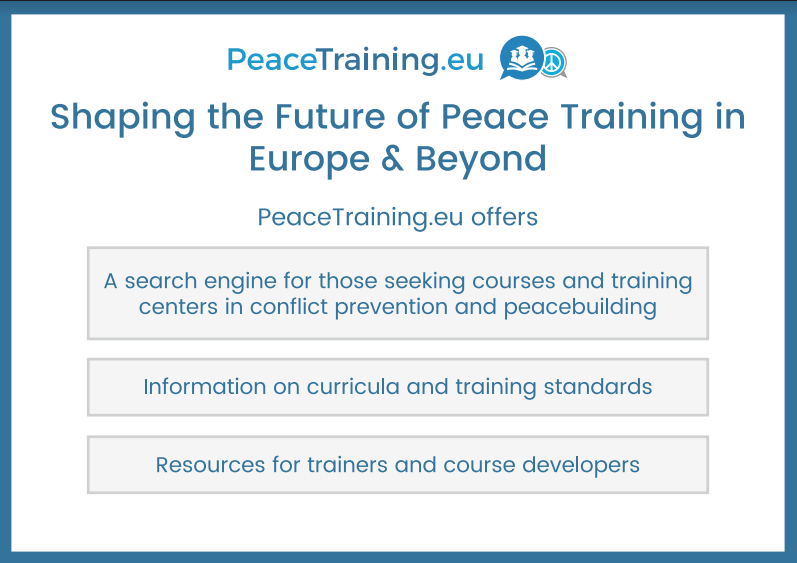 PeaceTraining.eu
Shaping the Future of Peace Training in
Europe & Beyond
PeaceTraining.eu offers
A search engine for those seeking courses and training
centers in conflict prevention and peacebuilding
Information on curricula and training standards
Resources for trainers and course developers